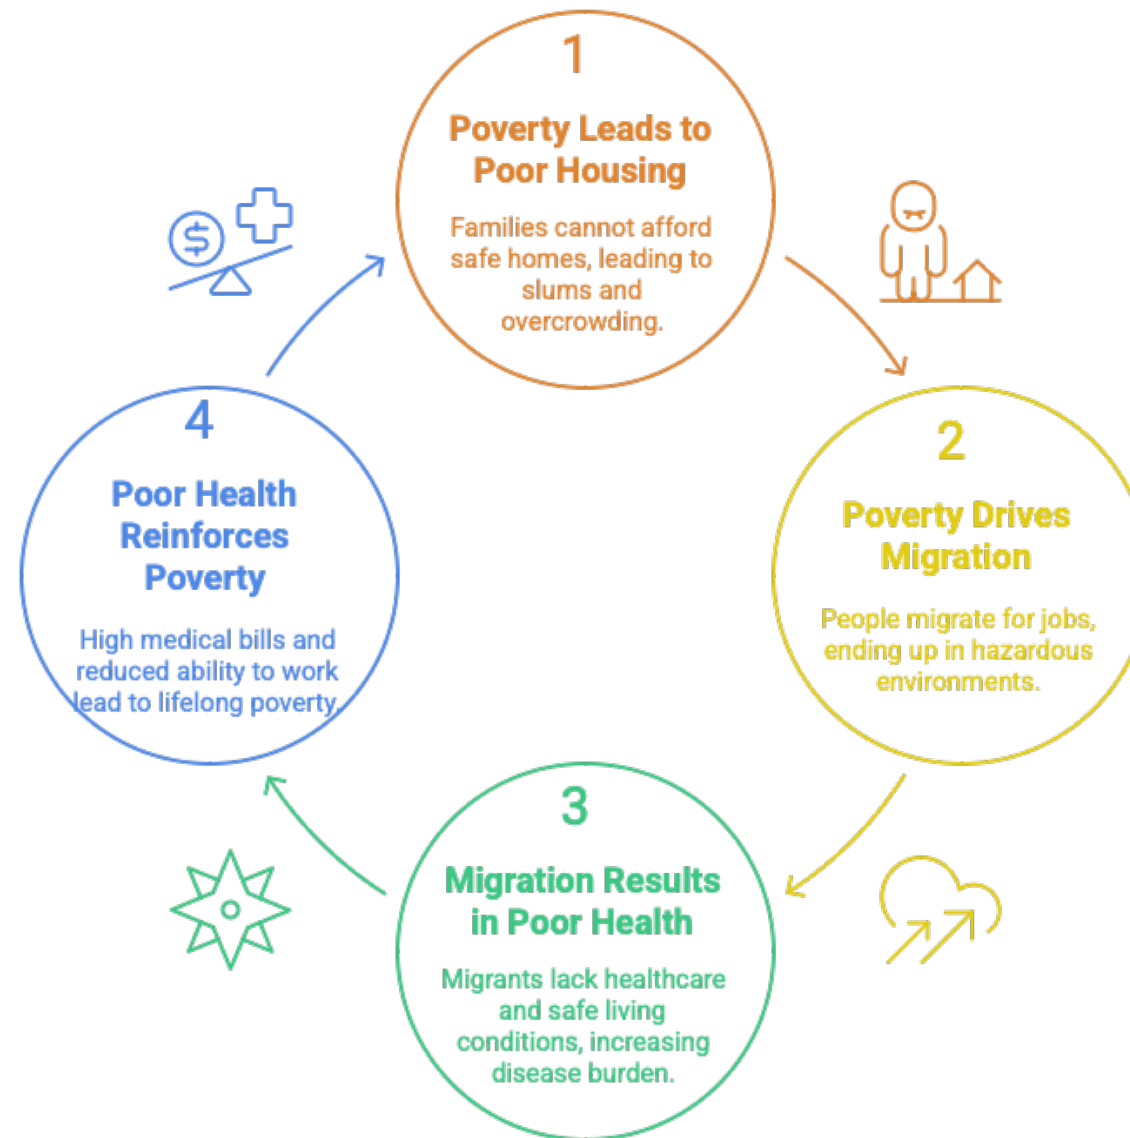 1
Poverty Leads to
Poor Housing
Families cannot afford
safe homes, leading to
slums and
overcrowding.
$
2
Poverty Drives
Migration
People migrate for jobs,
ending up in hazardous
environments.
3
Migration Results
in Poor Health
Migrants lack healthcare
and safe living
conditions, increasing
disease burden.
4
Poor Health
Reinforces
Poverty
High medical bills and
reduced ability to work
lead to lifelong poverty.